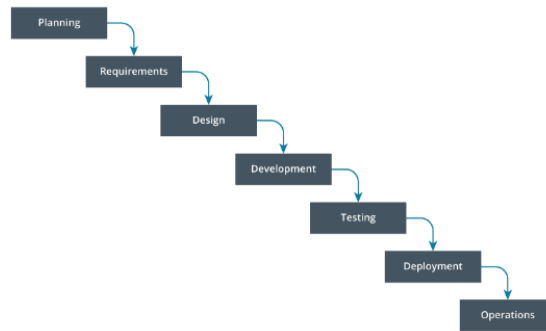 Planning
Requirements
Design
Development
Testing
Deployment
Operations